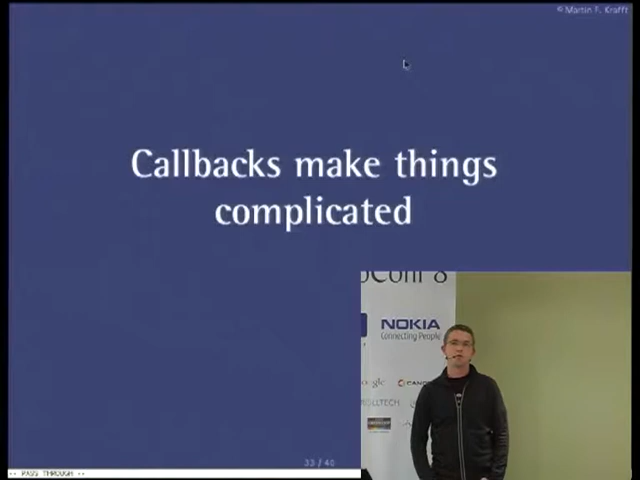 © Martin F. Krafft
Callbacks make things
complicated
NOKIA
Connecting People
33 / 40
-- PASS THROUGH --